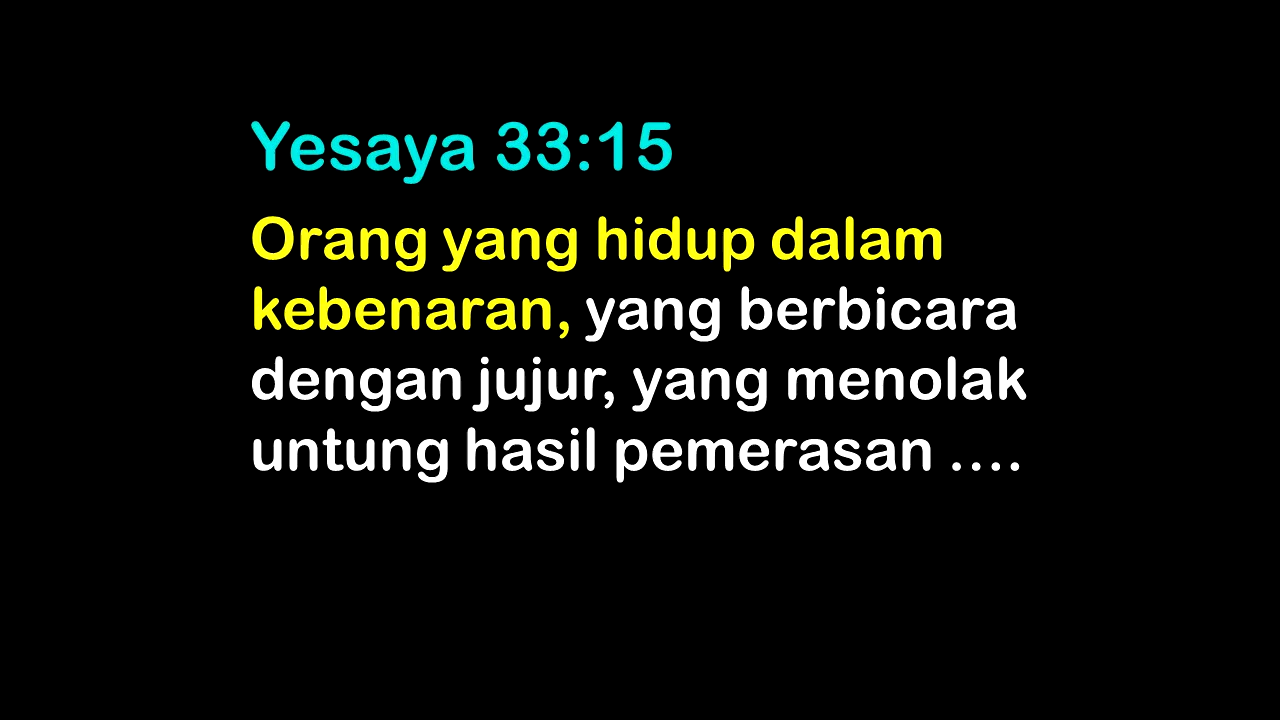 Yesaya 33:15
Orang yang hidup dalam
kebenaran, yang berbicara
dengan jujur, yang menolak
untung hasil pemerasan ....